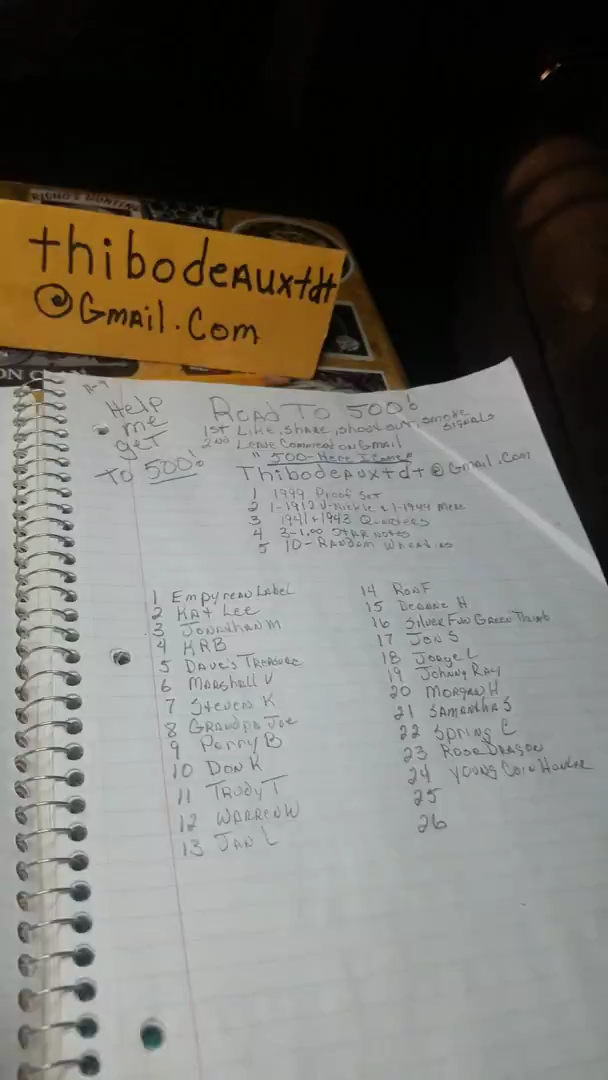 thibodeauxtdt
@Gmail.com
11-9
Help
me
get
To 500!
Road To 500!
1st Like, share, shoutout, smoke signals
2nd Leave Comment on Gmail
"500-Here I Come"
Thibodeauxtdt@Gmail.com
1 1999 Proof Set
2 1-1912 V-Nickle & 1-1944 Merc
3 1941 + 1943 Quarters
4 3-1.00 Star notes
5 10-Random Wheaties
1 Empyrean Label
2 Kat Lee
3 Jonathan M
4 KRB
5 Dave's Treasure
6 Marshall V
7 Steven K
8 Grandpa Joe
9 Perry B
10 Don K
11 Trudy T
12 Warren W
13 Jan L
14 Ron F
15 Deanne H
16 Silver Fun Green Thumb
17 Jon S
18 Jorge L
19 Johnny Ray
20 Morgan H
21 Samantha S
22 Spring C
23 Rose Dragon
24 Young Coin
25
26